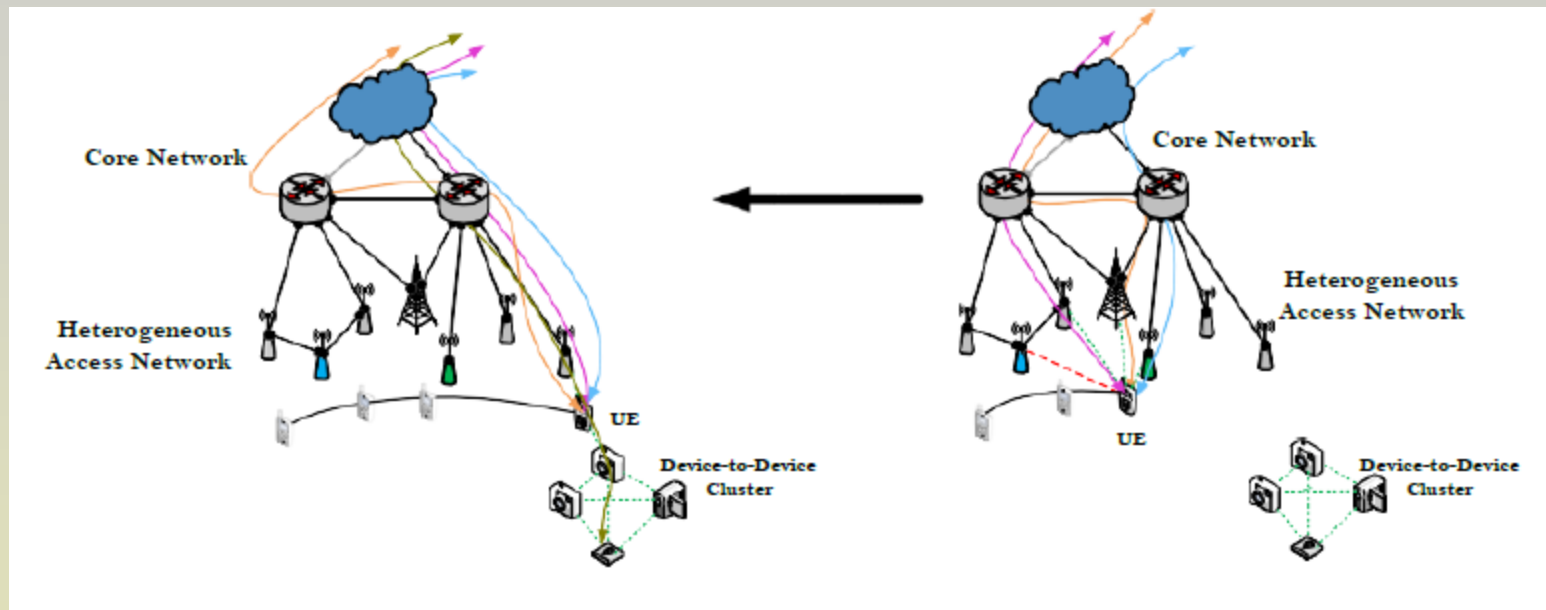 Core Network
Heterogeneous
Access Network
UE
Device-to-Device
Cluster
Core Network
Heterogeneous
Access Network
UE
Device-to-Device
Cluster